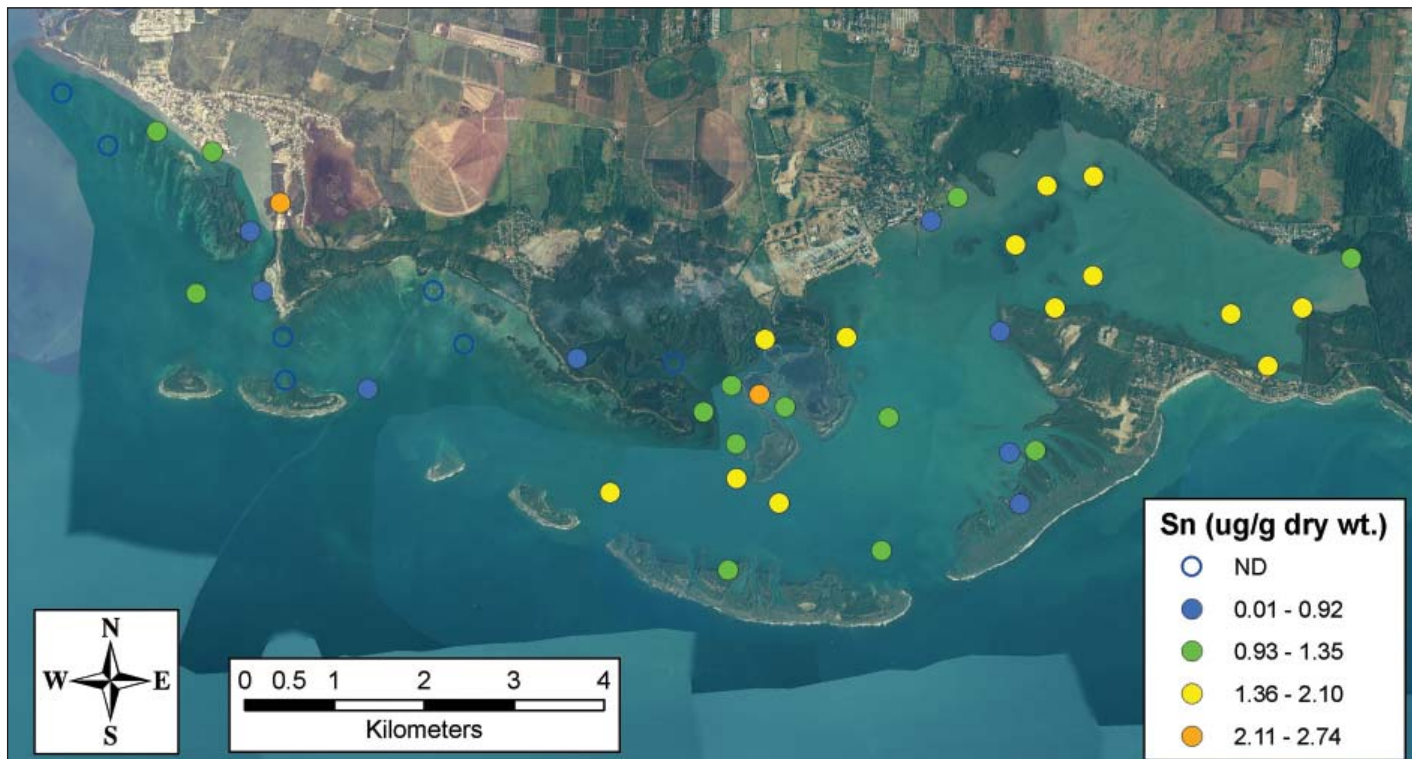 N
W E
S
0 0.5 1 2 3 4
Kilometers
Sn (ug/g dry wt.)
ND
0.01 - 0.92
0.93 - 1.35
1.36 - 2.10
2.11 - 2.74